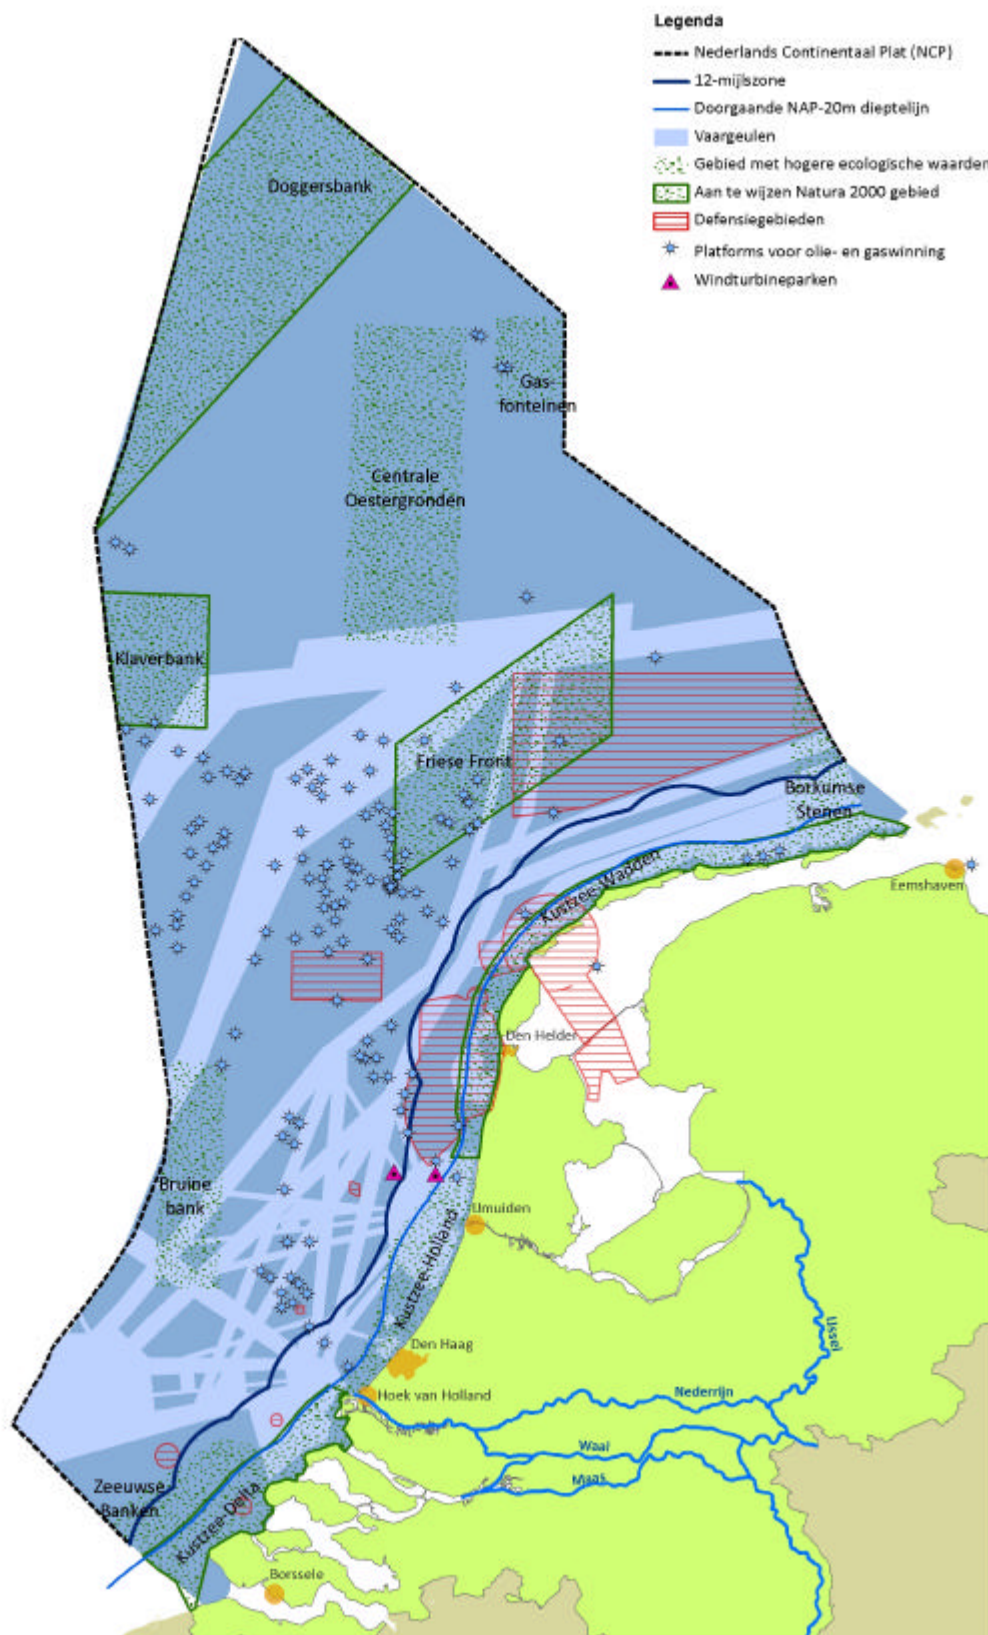 Legenda
Nederlands Continentaal Plat (NCP)
12-mijlszone
Doorgaande NAP-20m dieptelijn
Vaargeulen
Gebied met hogere ecologische waarden
Aan te wijzen Natura 2000 gebied
Defensiegebieden
Platforms voor olie- en gaswinning
Windturbineparken
Doggersbank
Gas-
fonteinen
Centrale
Oestergronden
Klaverbank
Friese Front
Borkumse
Stenen
Kustzee-Wadden
Eemshaven
Den Helder
Bruine
bank
IJmuiden
Kustzee-Holland
Den Haag
IJssel
Hoek van Holland
Nederrijn
Waal
Maas
Zeeuwse
Banken
Kustzee-Delta
Borssele